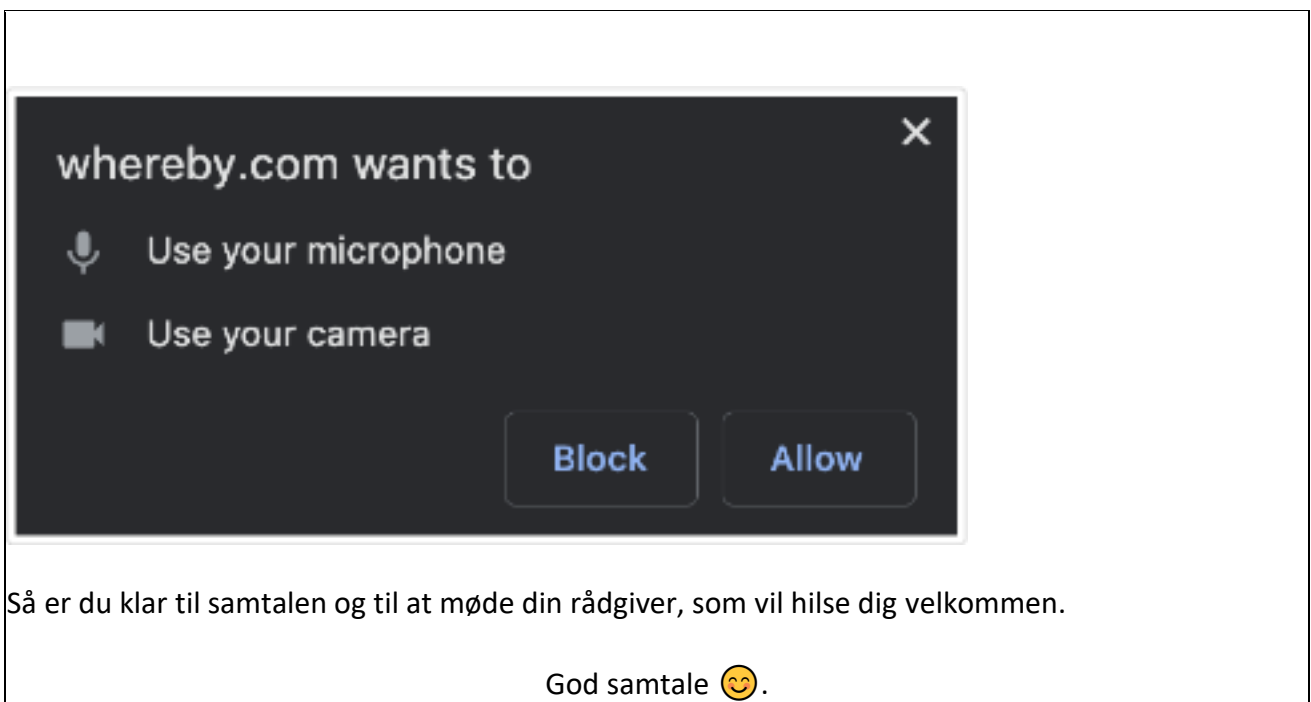 whereby.com wants to
Use your microphone
Use your camera
Block Allow
Så er du klar til samtalen og til at møde din rådgiver, som vil hilse dig velkommen.
God samtale 😊.